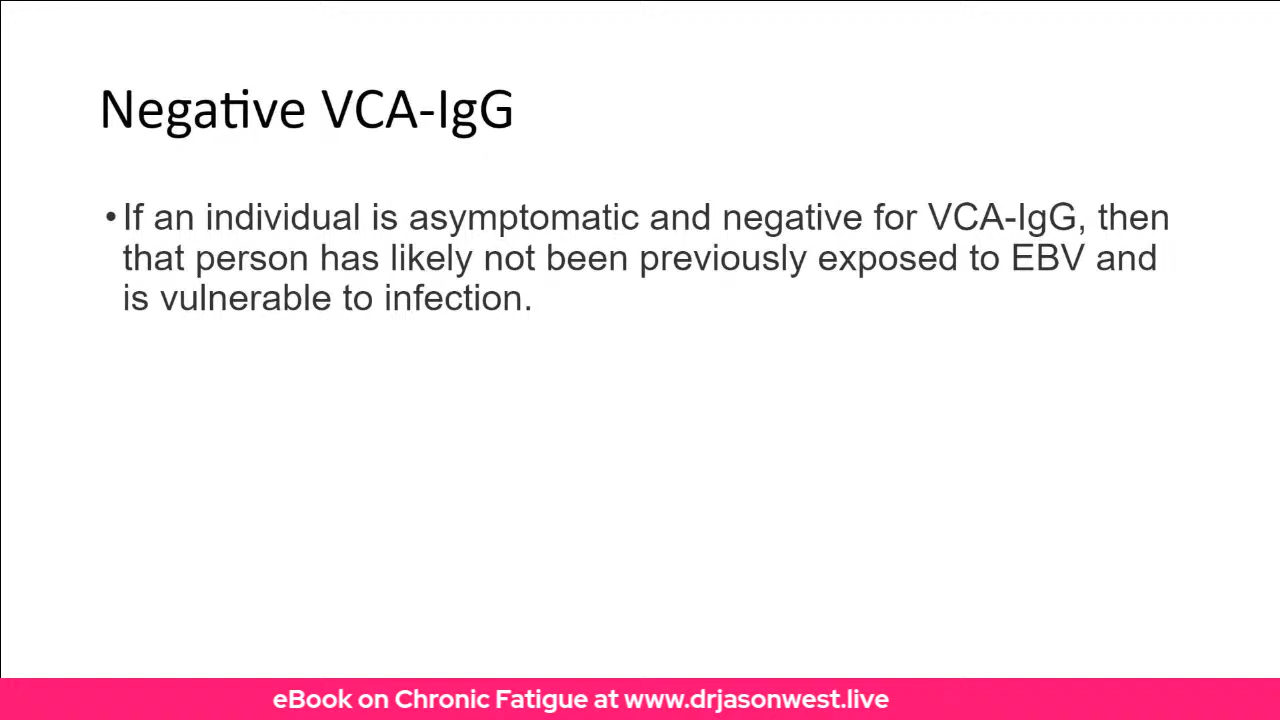 Negative VCA-IgG
•If an individual is asymptomatic and negative for VCA-IgG, then
that person has likely not been previously exposed to EBV and
is vulnerable to infection.
eBook on Chronic Fatigue at www.drjasonwest.live